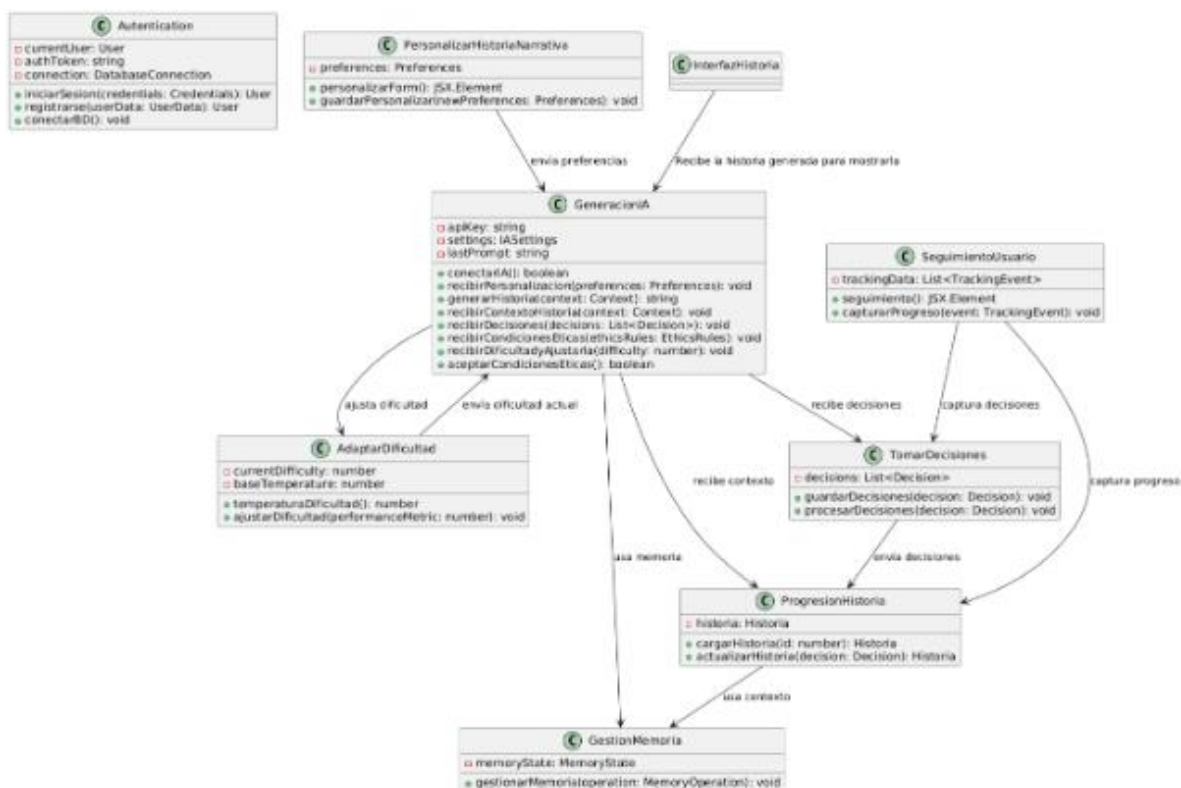 C Autentication
currentUser: User
authToken: string
connection: DatabaseConnection
iniciarSesion(credentials: Credentials): User
registrarse(userData: UserData): User
conectarBD(): void
C PersonalizarHistoriaNarrativa
preferences: Preferences
personalizarForm(): JSX.Element
guardarPersonalizar(newPreferences: Preferences): void
C InterfazHistoria
envia preferencias
Recibe la historia generada para mostrarla
C GeneracionIA
apiKey: string
settings: IASettings
lastPrompt: string
conectarIA(): boolean
recibirPersonalizacion(preferences: Preferences): void
generarHistoria(context: Context): string
recibirContextoHistoria(context: Context): void
recibirDecisiones(decisions: List<Decision>): void
recibirCondicionesEticas(ethicsRules: EthicsRules): void
recibirDificultadyAjustarla(difficulty: number): void
aceptarCondicionesEticas(): boolean
C SeguimientoUsuario
trackingData: List<TrackingEvent>
seguimiento(): JSX.Element
capturarProgreso(event: TrackingEvent): void
ajusta dificultad
envia dificultad actual
recibe decisiones
captura decisiones
C AdaptarDificultad
currentDifficulty: number
baseTemperature: number
temperaturaDificultad(): number
ajustarDificultad(performanceMetric: number): void
C TomarDecisiones
decisions: List<Decision>
guardarDecisiones(decision: Decision): void
procesarDecisiones(decision: Decision): void
recibe contexto
captura progreso
usa memoria
envia decisiones
C ProgresionHistoria
historia: Historia
cargarHistoria(id: number): Historia
actualizarHistoria(decision: Decision): Historia
usa contexto
C GestionMemoria
memoryState: MemoryState
gestionarMemoria(operation: MemoryOperation): void